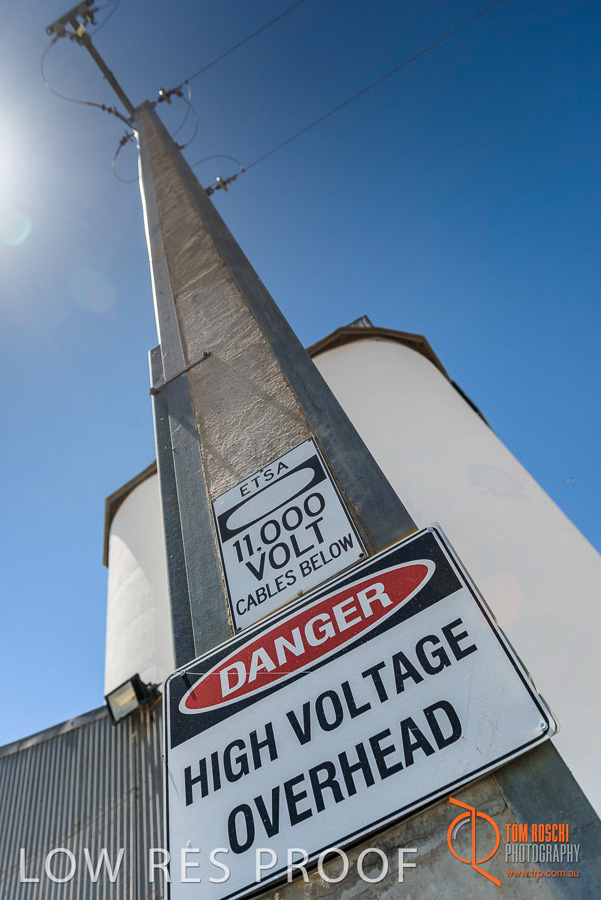 ETSA
11,000
VOLT
CABLES BELOW
DANGER
HIGH VOLTAGE
OVERHEAD
LOW RES PROOF
TOM ROSCHI
PHOTOGRAPHY
www.trp.com.au